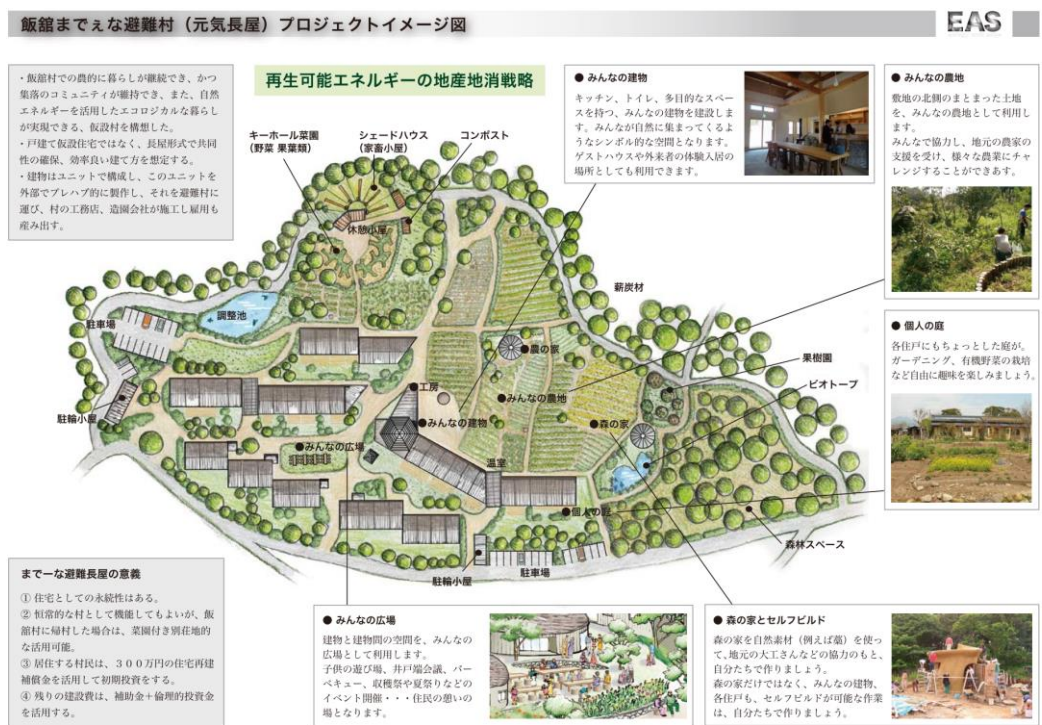 飯舘までぇな避難村（元気長屋）プロジェクトイメージ図
EAS
・飯舘村での農的に暮らしが継続でき、かつ
集落のコミュニティが維持でき、また、自然
エネルギーを活用したエコロジカルな暮らし
が実現できる、仮設村を構想した。
・戸建て仮設住宅ではなく、長屋形式で共同
性の確保、効率良い建て方を想定する。
・建物はユニットで構成し、このユニットを
外部でプレハブ的に製作し、それを避難村に
運び、村の工務店、造園会社が施工し雇用も
産み出す。
再生可能エネルギーの地産地消戦略
● みんなの建物
キッチン、トイレ、多目的なスペー
スを持つ、みんなの建物を建設しま
す。みんなが自然に集まってくるよ
うなシンボル的な空間となります。
ゲストハウスや外来者の体験入居の
場所としても利用できます。
● みんなの農地
敷地の北側のまとまった土地
を、みんなの農地として利用し
ます。
みんなで協力し、地元の農家の
支援を受け、様々な農業にチャ
レンジすることができあす。
キーホール菜園
（野菜 果葉類）
シェードハウス
（家畜小屋）
コンポスト
休憩小屋
薪炭材
調整池
駐車場
● 個人の庭
各住戸にもちょっとした庭が。
ガーデニング、有機野菜の栽培
など自由に趣味を楽しみましょう。
●農の家
果樹園
ビオトープ
●工房
●みんなの農地
駐輪小屋
●みんなの建物
●森の家
●みんなの広場
温室
●個人の庭
森林スペース
駐輪小屋
駐車場
までーな避難長屋の意義
① 住宅としての永続性はある。
② 恒常的な村として機能してもよいが、飯
舘村に帰村した場合は、菜園付き別荘地的
な活用可能。
③ 居住する村民は、３００万円の住宅再建
補償金を活用して初期投資をする。
④ 残りの建設費は、補助金＋倫理的投資金
を活用する。
● みんなの広場
建物と建物間の空間を、みんなの
広場として利用します。
子供の遊び場、井戸端会議、バー
ベキュー、収穫祭や夏祭りなどの
イベント開催・・・住民の憩いの
場となります。
● 森の家とセルフビルド
森の家を自然素材（例えば藁）を使っ
て、地元の大工さんなどの協力のもと、
自分たちで作りましょう。
森の家だけではなく、みんなの建物、
各住戸も、セルフビルドが可能な作業
は、自分たちで作りましょう。